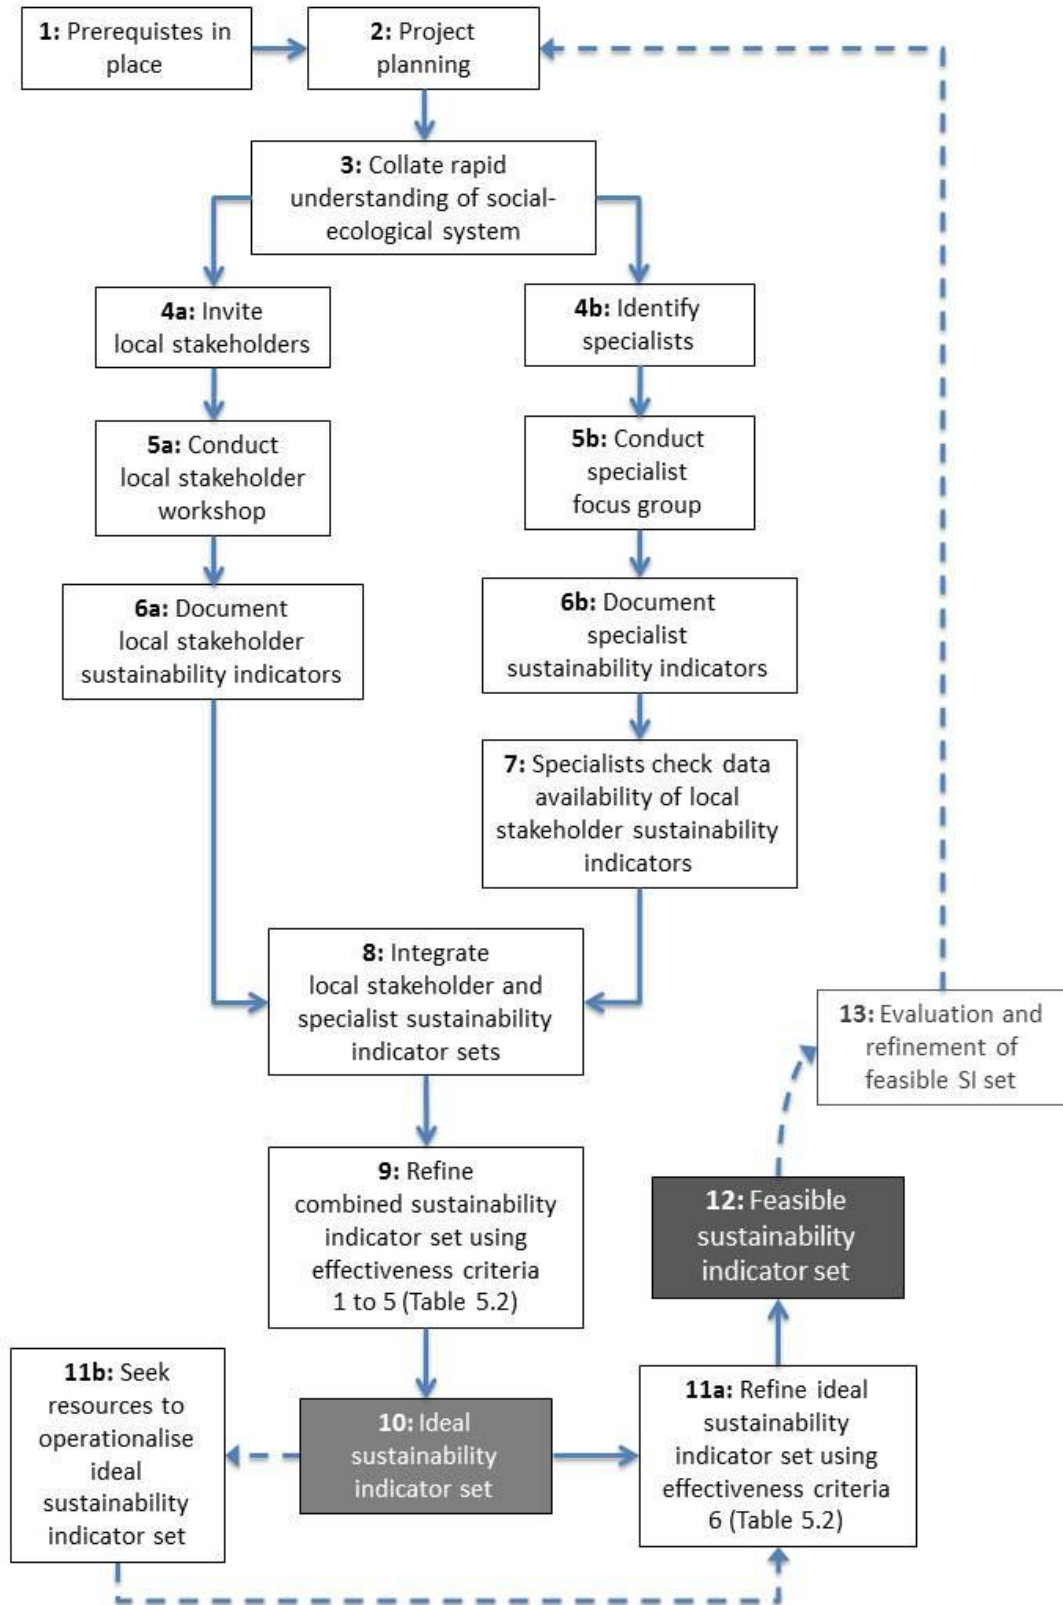 1: Prerequistes in
place
2: Project
planning
3: Collate rapid
understanding of social-
ecological system
4a: Invite
local stakeholders
4b: Identify
specialists
5a: Conduct
local stakeholder
workshop
5b: Conduct
specialist
focus group
6a: Document
local stakeholder
sustainability indicators
6b: Document
specialist
sustainability indicators
7: Specialists check data
availability of local
stakeholder sustainability
indicators
8: Integrate
local stakeholder and
specialist sustainability
indicator sets
9: Refine
combined sustainability
indicator set using
effectiveness criteria
1 to 5 (Table 5.2)
10: Ideal
sustainability
indicator set
11a: Refine ideal
sustainability
indicator set using
effectiveness criteria
6 (Table 5.2)
11b: Seek
resources to
operationalise
ideal
sustainability
indicator set
12: Feasible
sustainability
indicator set
13: Evaluation and
refinement of
feasible SI set